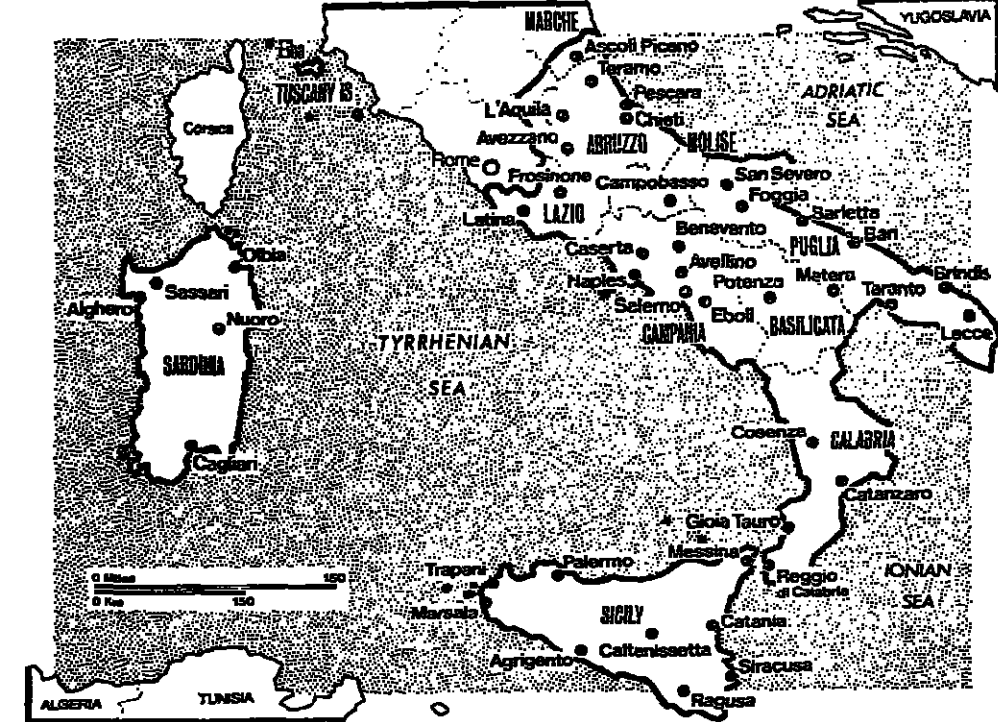 YUGOSLAVIA
MARCHE
Elba
Ascoli Piceno
Teramo
TUSCANY IS
ADRIATIC
SEA
Pescara
L'Aquila
Chieti
Corsica
Avezzano
ABRUZZO
MOLISE
Rome
Frosinone
Campobasso
San Severo
Foggia
Latina
LAZIO
Barletta
Benevento
Bari
Caserta
PUGLIA
Olbia
Avellino
Naples
Potenza
Matera
Brindisi
Sassari
Taranto
Alghero
Salerno
Eboli
Nuoro
CAMPANIA
BASILICATA
Lecce
TYRRHENIAN
SEA
SARDINIA
Cosenza
CALABRIA
Cagliari
Catanzaro
Gioia Tauro
Messina
Palermo
Trapani
0 Miles 150
0 Kms 150
Reggio
di Calabria
IONIAN
SEA
Marsala
SICILY
Catania
Caltenissetta
Agrigento
Siracusa
Ragusa
ALGERIA
TUNISIA